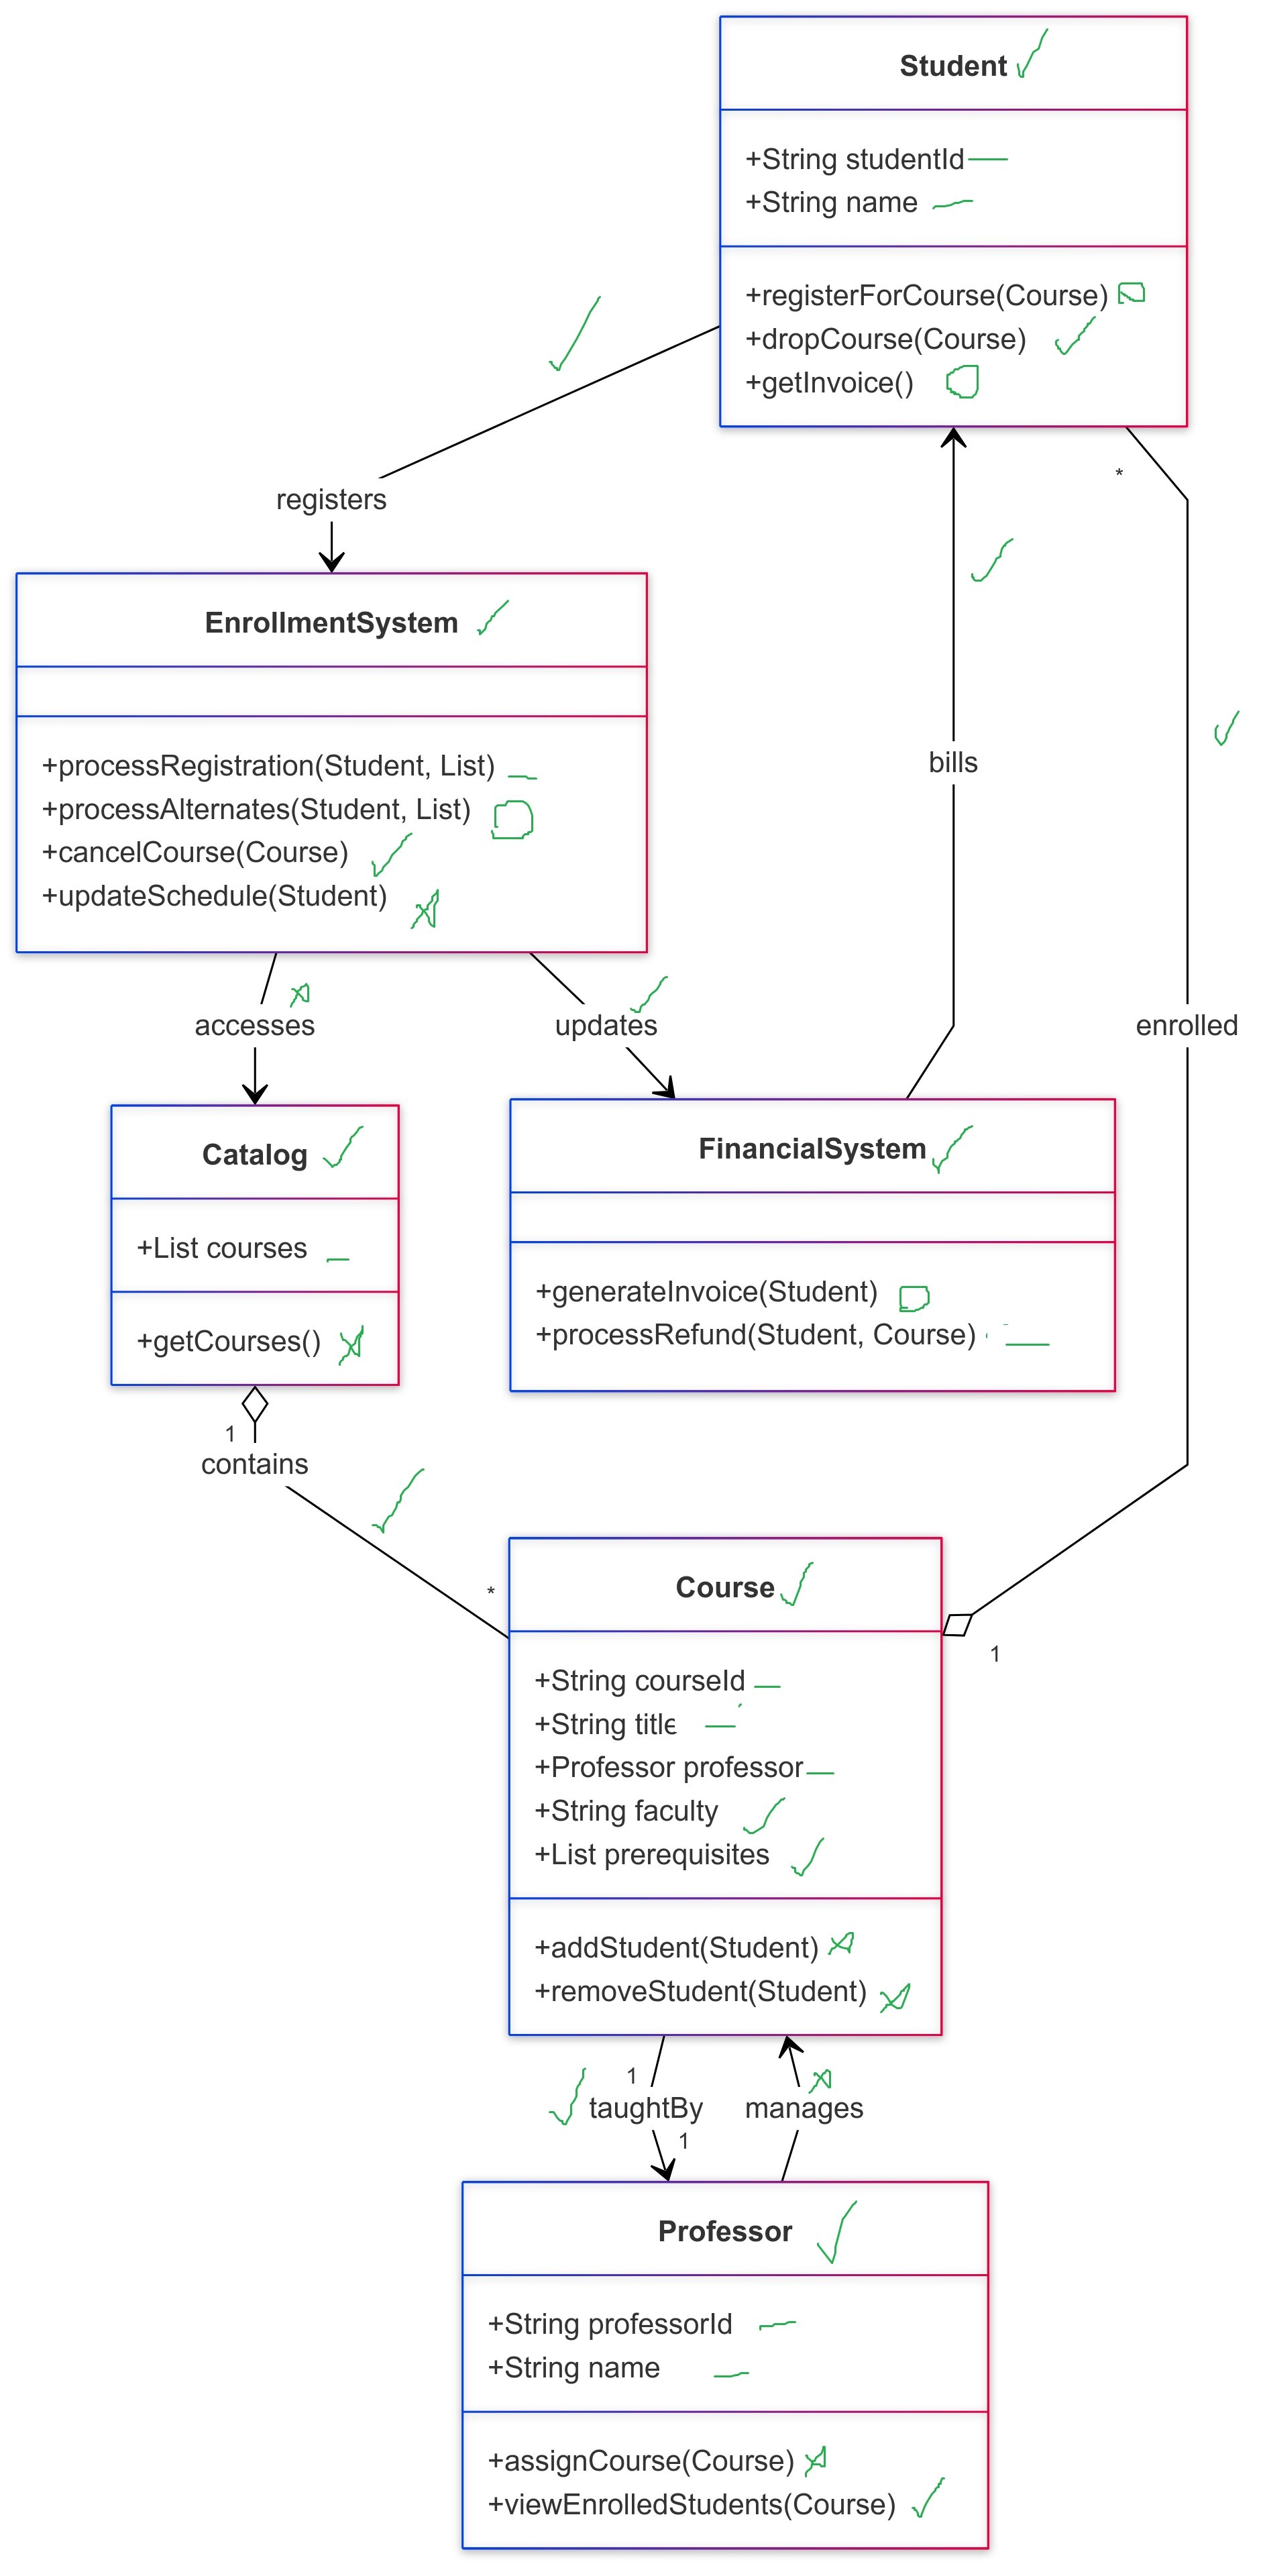 Student
+String studentId
+String name
+registerForCourse(Course)
+dropCourse(Course)
+getInvoice()
*
registers
EnrollmentSystem
+processRegistration(Student, List)
+processAlternates(Student, List)
+cancelCourse(Course)
+updateSchedule(Student)
bills
accesses
updates
enrolled
Catalog
+List courses
+getCourses()
FinancialSystem
+generateInvoice(Student)
+processRefund(Student, Course)
1
contains
*
Course
1
+String courseId
+String title
+Professor professor
+String faculty
+List prerequisites
+addStudent(Student)
+removeStudent(Student)
1
taughtBy
manages
1
Professor
+String professorId
+String name
+assignCourse(Course)
+viewEnrolledStudents(Course)